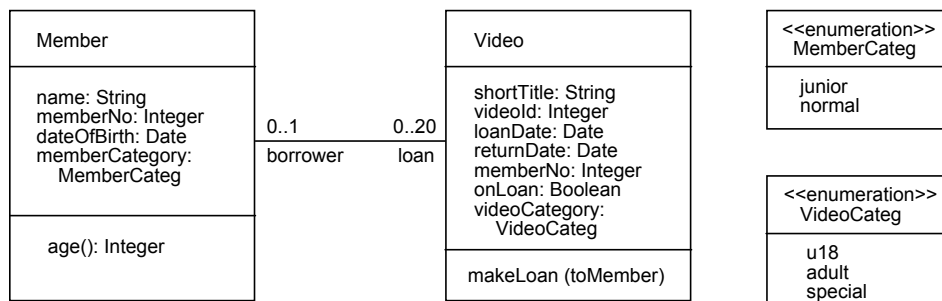 Member
name: String
memberNo: Integer
dateOfBirth: Date
memberCategory:
MemberCateg
age(): Integer
0..1
0..20
borrower
loan
Video
shortTitle: String
videoId: Integer
loanDate: Date
returnDate: Date
memberNo: Integer
onLoan: Boolean
videoCategory:
VideoCateg
makeLoan (toMember)
<<enumeration>>
MemberCateg
junior
normal
<<enumeration>>
VideoCateg
u18
adult
special